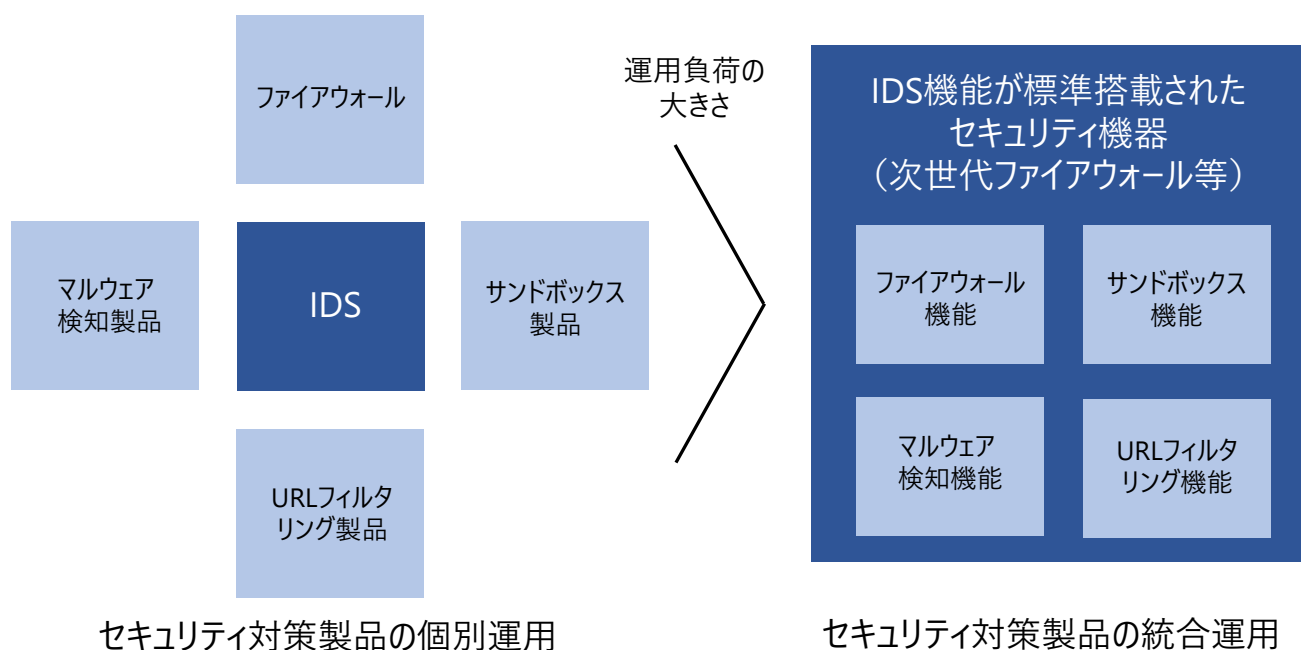 ファイアウォール
マルウェア
検知製品
IDS
サンドボックス
製品
URLフィルタ
リング製品
セキュリティ対策製品の個別運用
運用負荷の
大きさ
IDS機能が標準搭載された
セキュリティ機器
（次世代ファイアウォール等）
ファイアウォール
機能
サンドボックス
機能
マルウェア
検知機能
URLフィルタ
リング機能
セキュリティ対策製品の統合運用